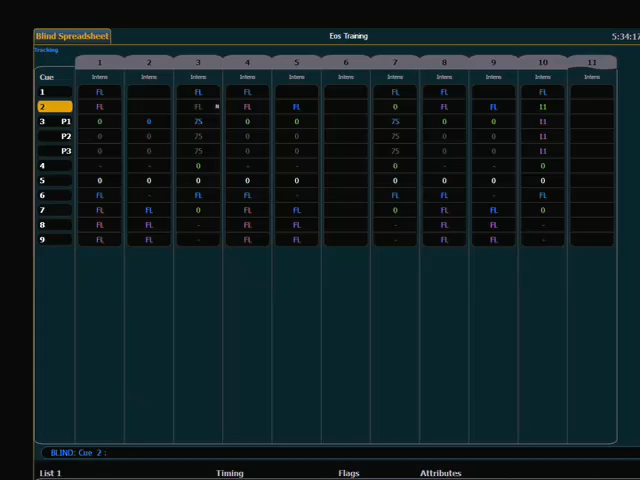 Blind Spreadsheet Eos Training 5:34:17
Tracking
1 2 3 4 5 6 7 8 9 10 11
Cue Intens Intens Intens Intens Intens Intens Intens Intens Intens Intens Intens
1 FL FL FL FL FL FL
2 FL FL N FL FL 0 FL FL 11
3 P1 0 0 75 0 0 75 0 0 11
P2 0 0 75 0 0 75 0 0 11
P3 0 0 75 0 0 75 0 0 11
4 - - 0 - - 0 - - 0
5 0 0 0 0 0 0 0 0 0
6 FL - FL FL - FL FL - FL
7 FL FL 0 FL FL 0 FL FL 0
8 FL FL - FL FL - FL FL -
9 FL FL - FL FL - FL FL -
BLIND: Cue 2 :
List 1 Timing Flags Attributes